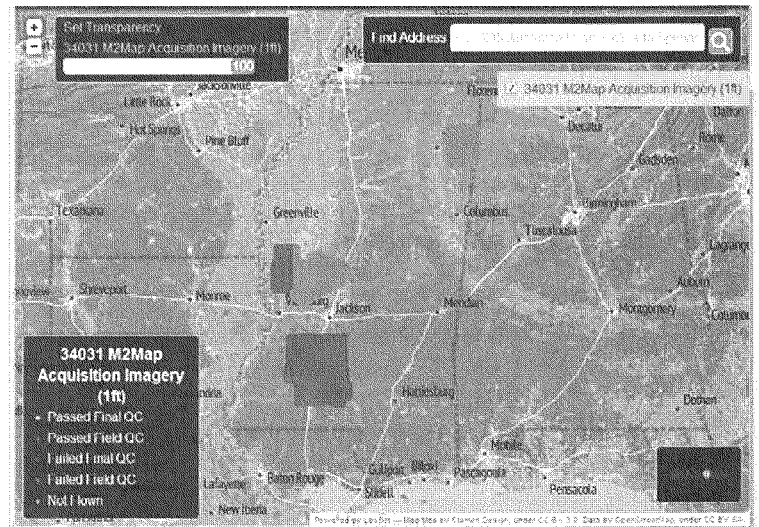 +
−
Get Transparency
34031 M2Map Acquisition Imagery (1ft)
100
Find Address
34031 M2Map Acquisition Imagery (1ft)
Little Rock
Hot Springs
Pine Bluff
Decatur
Dalton
Rome
Gadsden
Texarkana
Greenville
Columbus
Birmingham
Tuscaloosa
Shreveport
Monroe
Jackson
Meridian
Montgomery
Auburn
Hattiesburg
Dothan
34031 M2Map
Acquisition Imagery
(1ft)
Passed Final QC
Passed Field QC
Failed Final QC
Failed Field QC
Not Flown
Lafayette
Baton Rouge
Gulfport
Biloxi
Mobile
Pascagoula
Pensacola
Slidell
New Iberia